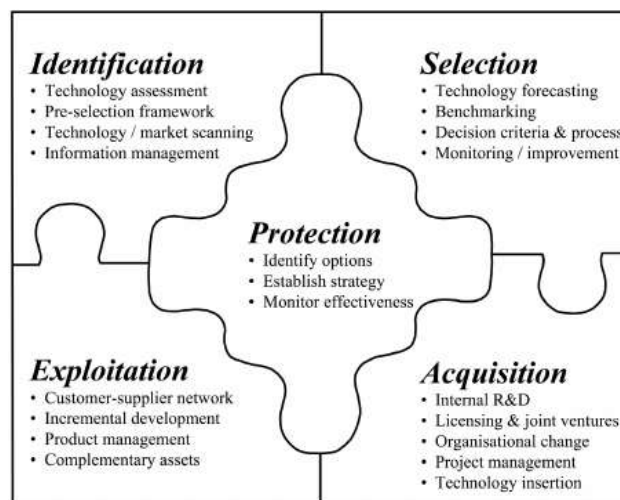 Identification
• Technology assessment
• Pre-selection framework
• Technology / market scanning
• Information management
Selection
• Technology forecasting
• Benchmarking
• Decision criteria & process
• Monitoring / improvement
Protection
• Identify options
• Establish strategy
• Monitor effectiveness
Exploitation
• Customer-supplier network
• Incremental development
• Product management
• Complementary assets
Acquisition
• Internal R&D
• Licensing & joint ventures
• Organisational change
• Project management
• Technology insertion